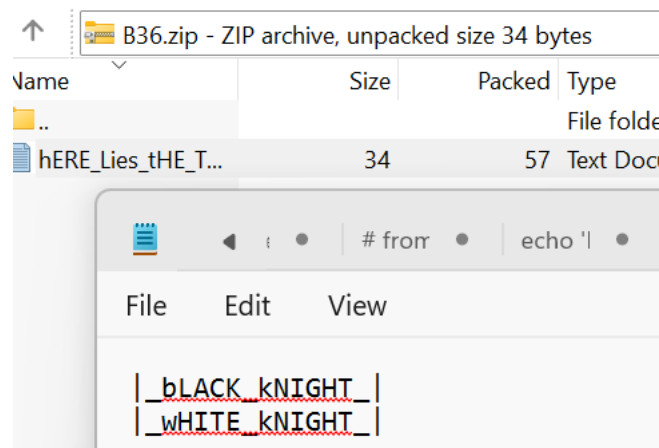 B36.zip - ZIP archive, unpacked size 34 bytes
Name Size Packed Type
.. File folde
hERE_Lies_tHE_T... 34 57 Text Docu
# from echo '
File Edit View
|_bLACK_kNIGHT_|
|_wHITE_kNIGHT_|